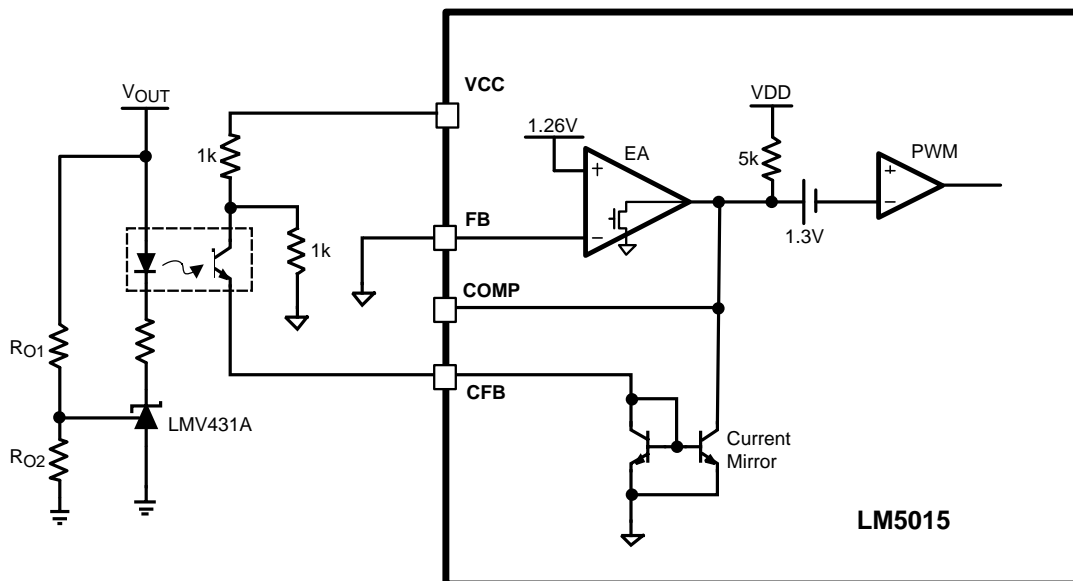 VCC
VOUT
VDD
1.26V
EA
PWM
1k
5k
+
+
FB
1k
−
−
1.3V
COMP
RO1
CFB
LMV431A
Current
Mirror
RO2
LM5015